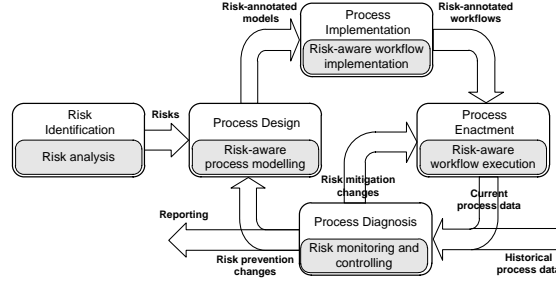 Risk-annotated
models
Process
Implementation
Risk-aware workflow
implementation
Risk-annotated
workflows
Risk
Identification
Risk analysis
Risks
Process Design
Risk-aware
process modelling
Process
Enactment
Risk-aware
workflow execution
Risk mitigation
changes
Current
process data
Reporting
Process Diagnosis
Risk monitoring and
controlling
Risk prevention
changes
Historical
process data